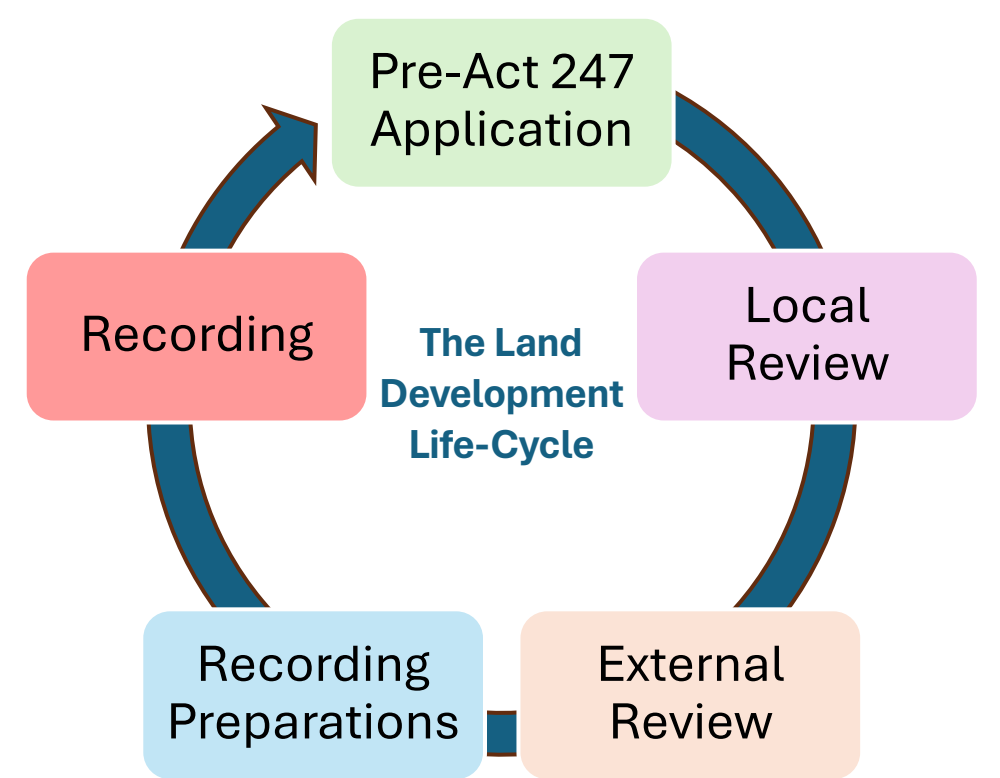 Pre-Act 247
Application
Local
Review
External
Review
Recording
Preparations
Recording
The Land
Development
Life-Cycle